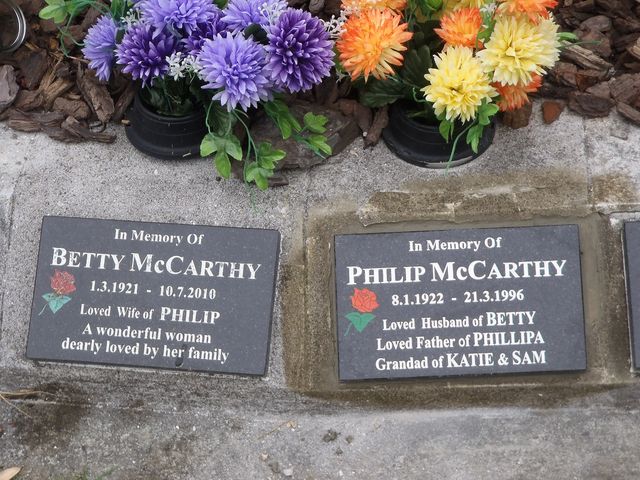 In Memory Of
BETTY McCARTHY
1.3.1921 - 10.7.2010
Loved Wife of PHILIP
A wonderful woman
dearly loved by her family
In Memory Of
PHILIP McCARTHY
8.1.1922 - 21.3.1996
Loved Husband of BETTY
Loved Father of PHILLIPA
Grandad of KATIE & SAM